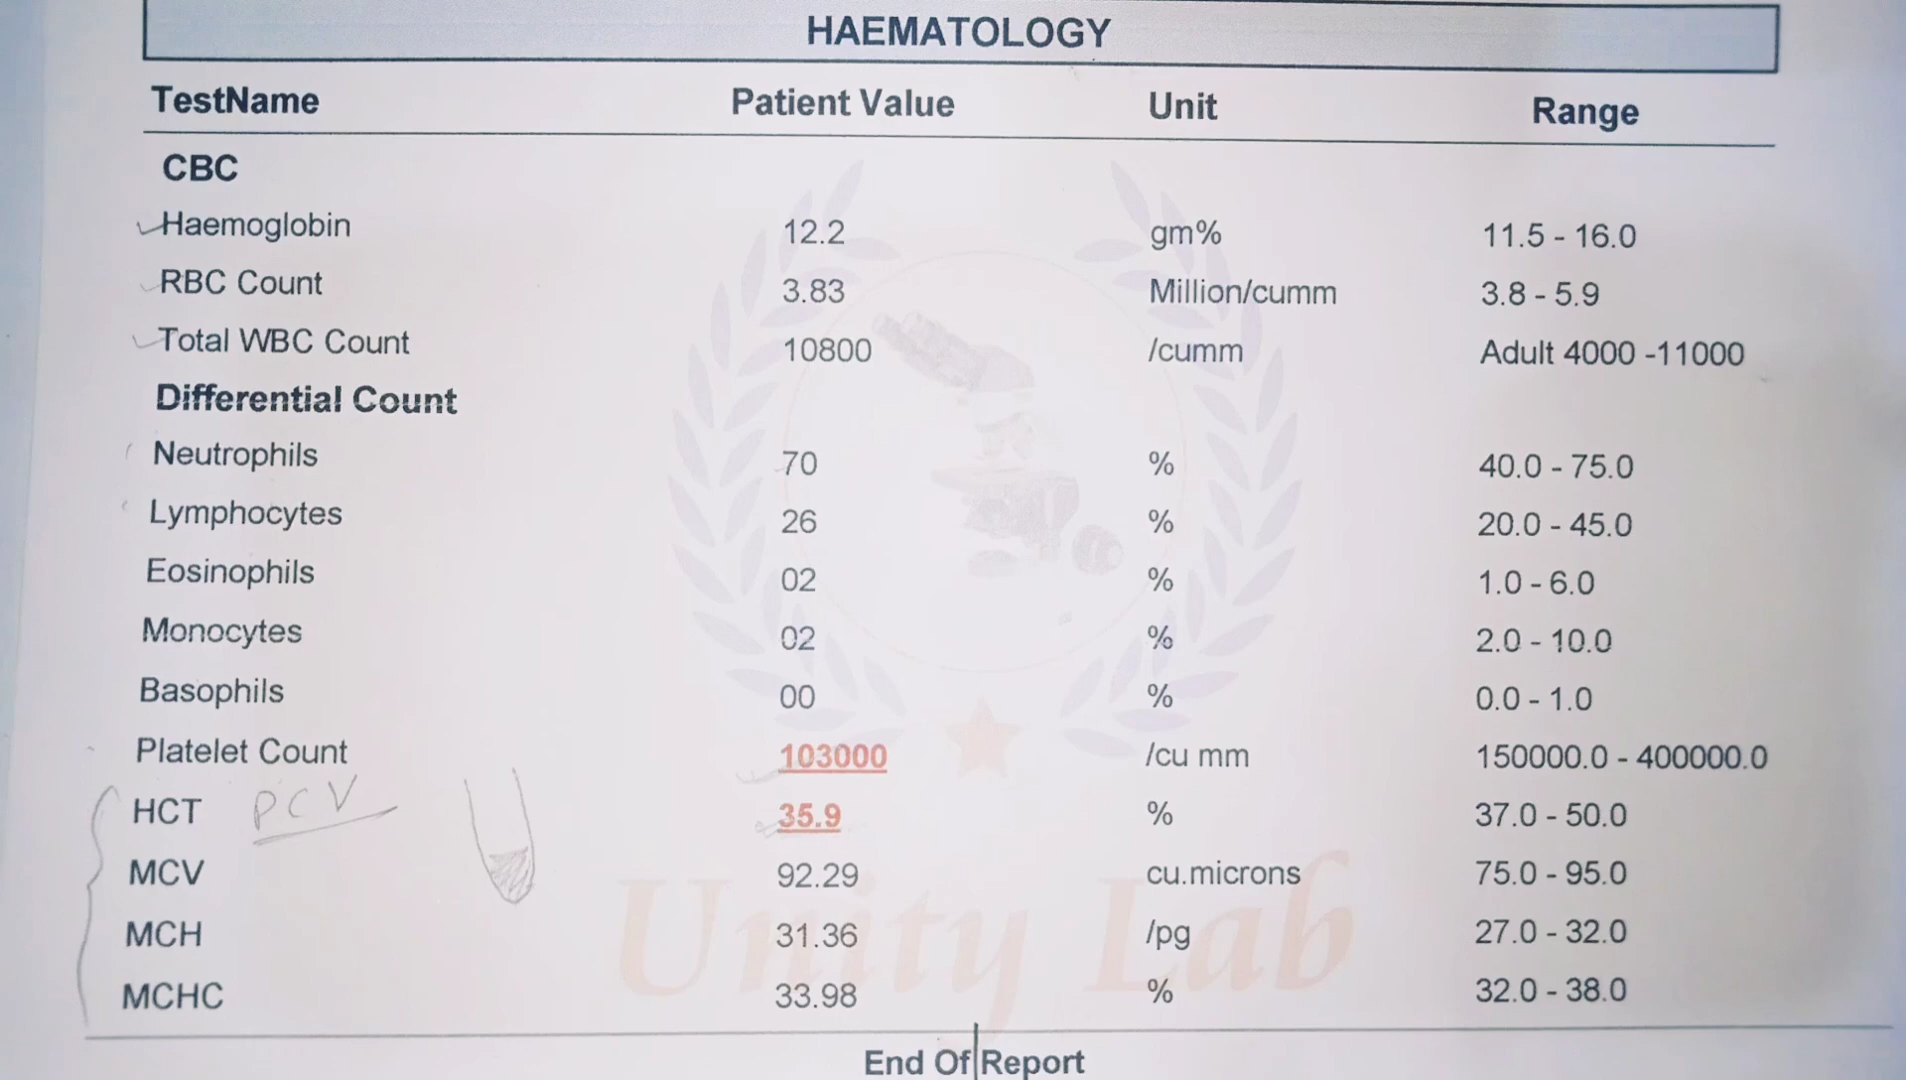 HAEMATOLOGY
TestName Patient Value Unit Range
CBC
Haemoglobin 12.2 gm% 11.5 - 16.0
RBC Count 3.83 Million/cumm 3.8 - 5.9
Total WBC Count 10800 /cumm Adult 4000 -11000
Differential Count
Neutrophils 70 % 40.0 - 75.0
Lymphocytes 26 % 20.0 - 45.0
Eosinophils 02 % 1.0 - 6.0
Monocytes 02 % 2.0 - 10.0
Basophils 00 % 0.0 - 1.0
Platelet Count 103000 /cu mm 150000.0 - 400000.0
HCT PCV 35.9 % 37.0 - 50.0
MCV 92.29 cu.microns 75.0 - 95.0
MCH 31.36 /pg 27.0 - 32.0
MCHC 33.98 % 32.0 - 38.0
Unity Lab
End Of Report